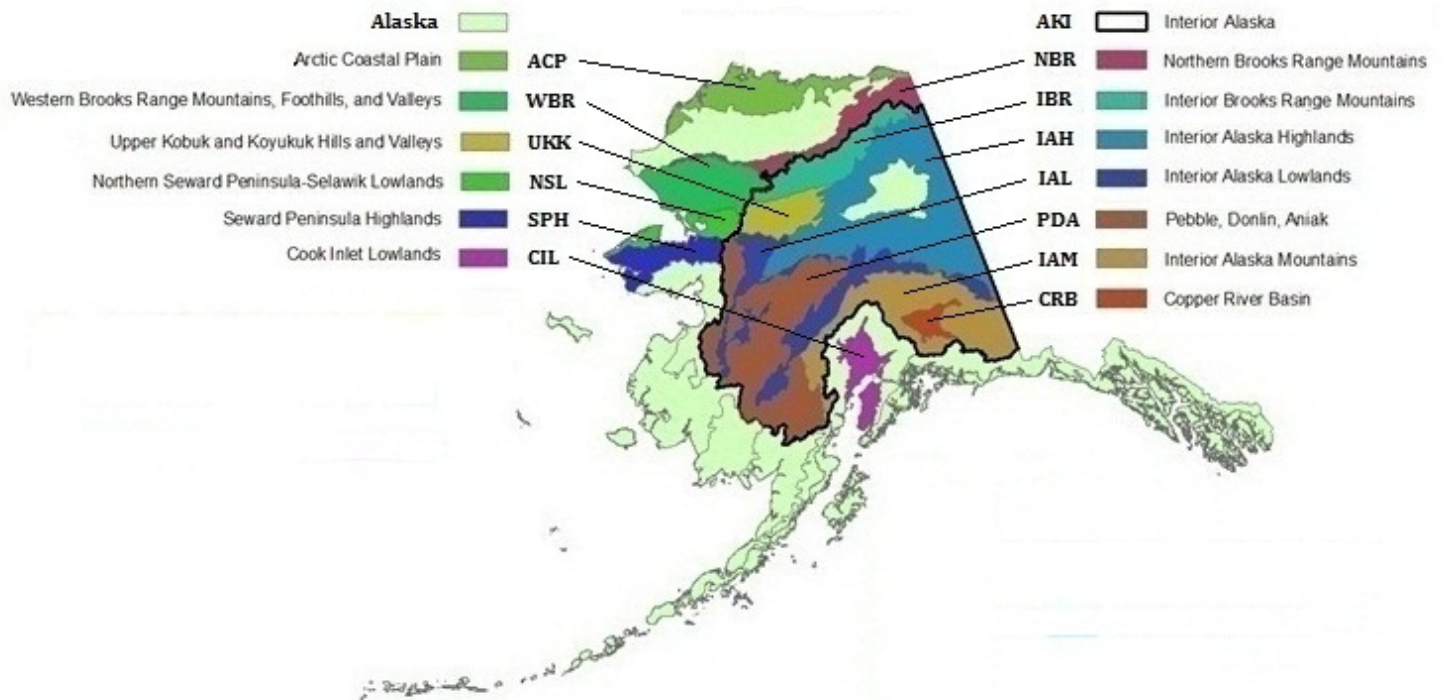 Alaska
Arctic Coastal Plain ACP
Western Brooks Range Mountains, Foothills, and Valleys WBR
Upper Kobuk and Koyukuk Hills and Valleys UKK
Northern Seward Peninsula-Selawik Lowlands NSL
Seward Peninsula Highlands SPH
Cook Inlet Lowlands CIL
AKI Interior Alaska
NBR Northern Brooks Range Mountains
IBR Interior Brooks Range Mountains
IAH Interior Alaska Highlands
IAL Interior Alaska Lowlands
PDA Pebble, Donlin, Aniak
IAM Interior Alaska Mountains
CRB Copper River Basin